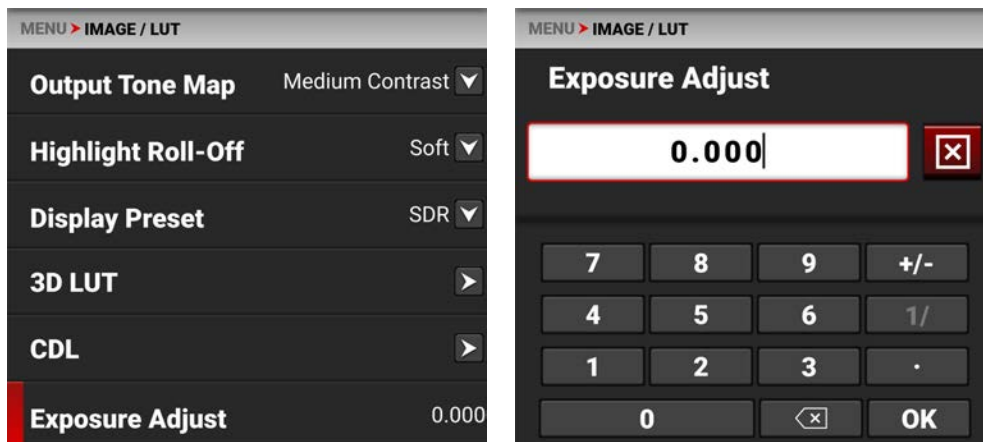 MENU > IMAGE / LUT
Output Tone Map Medium Contrast
Highlight Roll-Off Soft
Display Preset SDR
3D LUT
CDL
Exposure Adjust 0.000
MENU > IMAGE / LUT
Exposure Adjust
0.000
7 8 9 +/-
4 5 6 1/
1 2 3 .
0 OK